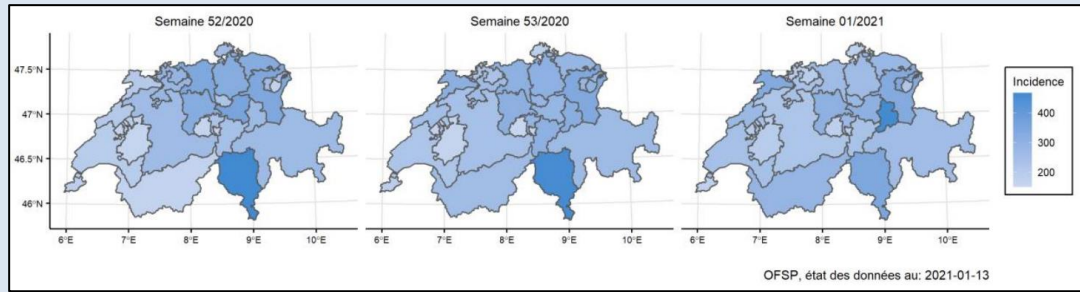 Semaine 52/2020
Semaine 53/2020
Semaine 01/2021
47.5°N
47°N
46.5°N
46°N
6°E 7°E 8°E 9°E 10°E
6°E 7°E 8°E 9°E 10°E
6°E 7°E 8°E 9°E 10°E
Incidence
400
300
200
OFSP, état des données au: 2021-01-13